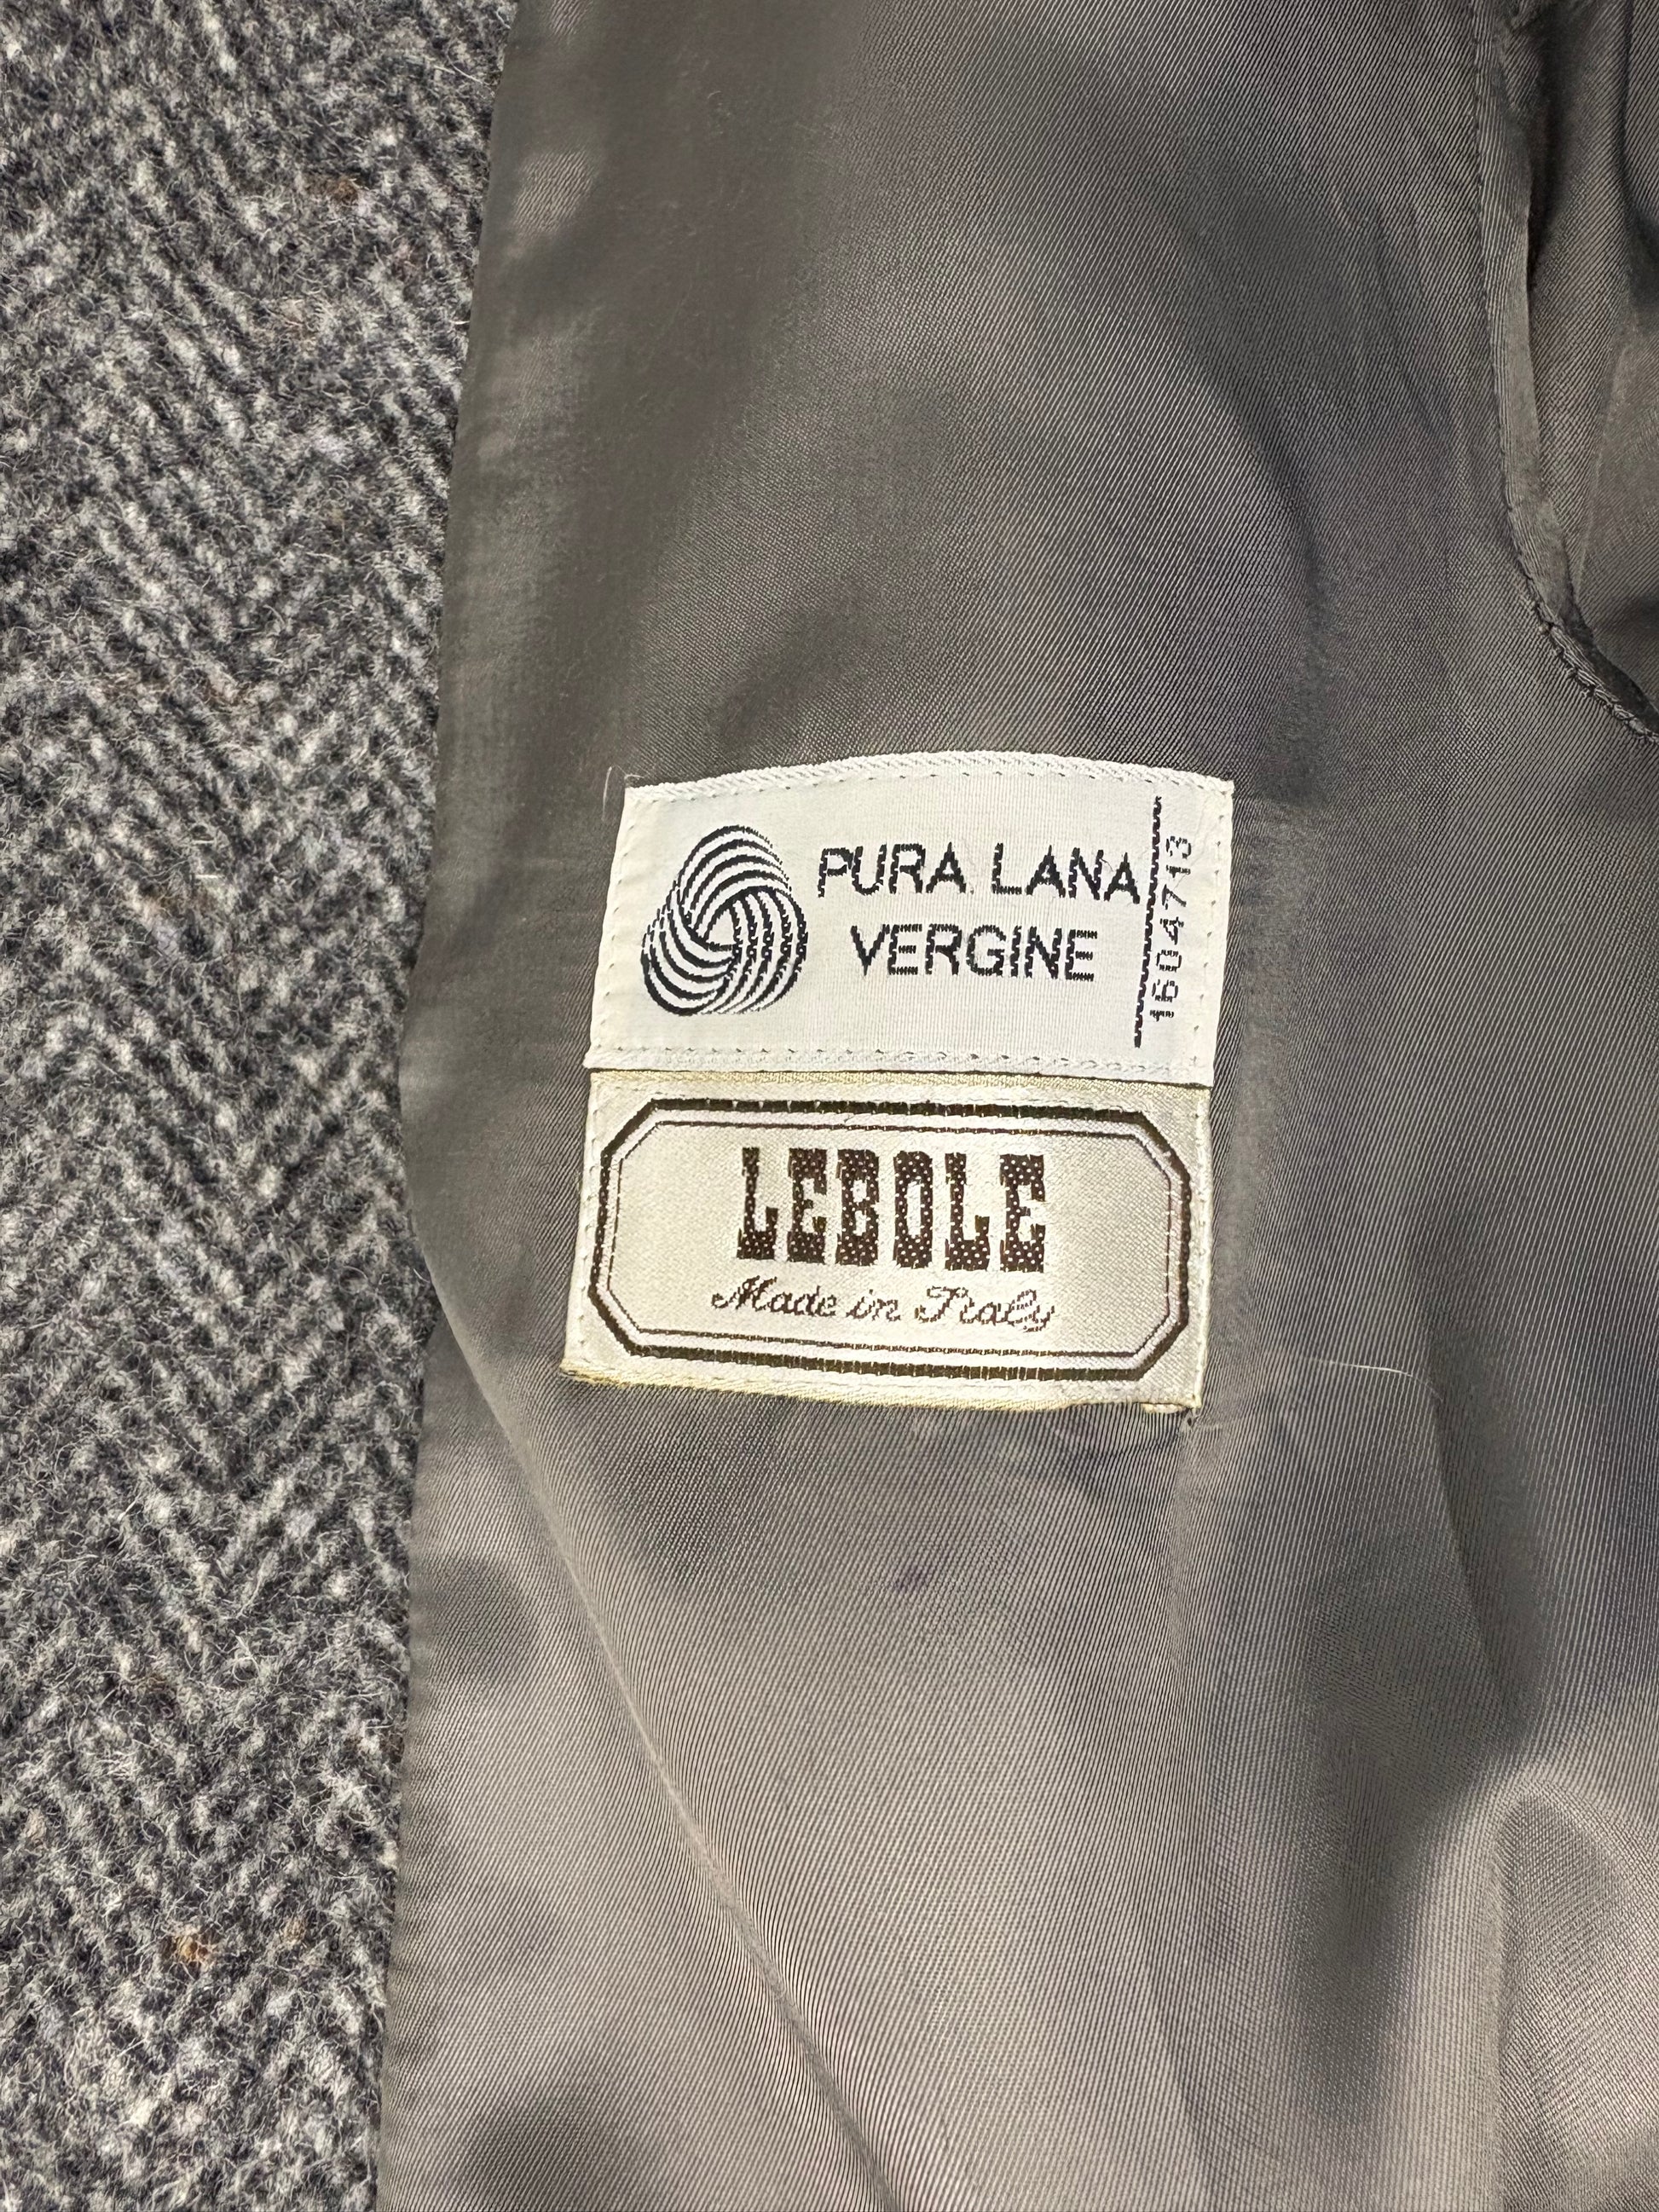 PURA LANA
VERGINE
1604713
LEBOLE
Made in Italy